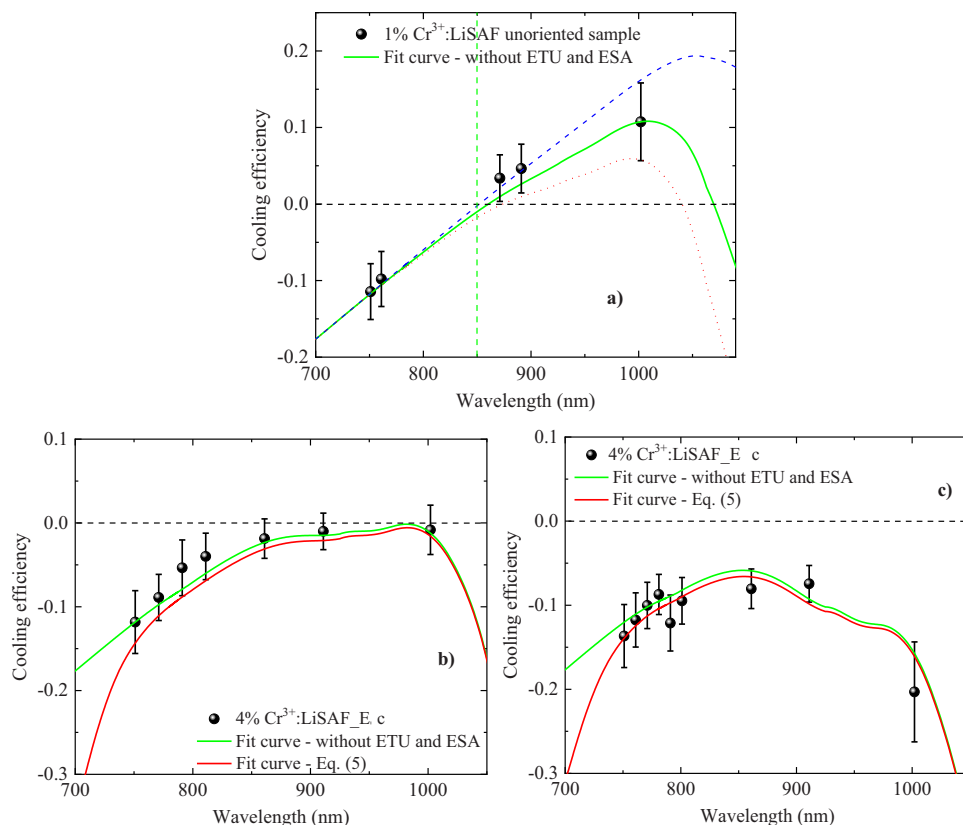 0.2
0.1
0.0
-0.1
-0.2
Cooling efficiency
1% Cr³⁺:LiSAF unoriented sample
Fit curve - without ETU and ESA
a)
700 800 900 1000
Wavelength (nm)
0.1
0.0
-0.1
-0.2
-0.3
Cooling efficiency
b)
4% Cr³⁺:LiSAF_E c
Fit curve - without ETU and ESA
Fit curve - Eq. (5)
700 800 900 1000
Wavelength (nm)
0.1
0.0
-0.1
-0.2
-0.3
Cooling efficiency
4% Cr³⁺:LiSAF_E c
Fit curve - without ETU and ESA
Fit curve - Eq. (5)
c)
700 800 900 1000
Wavelength (nm)